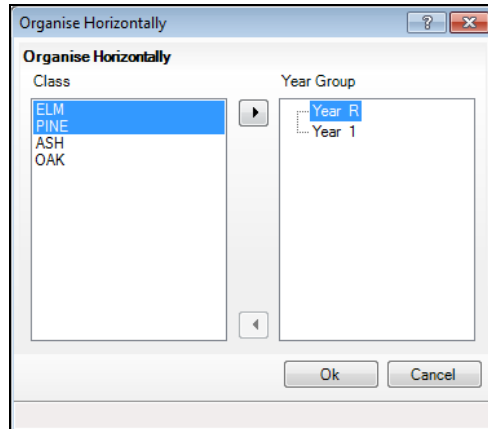 Organise Horizontally
Organise Horizontally
Class
Year Group
ELM
PINE
ASH
OAK
Year R
Year 1
Ok
Cancel